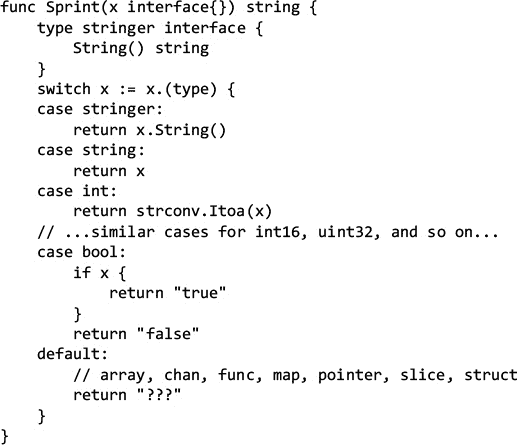 func Sprint(x interface{}) string {
    type stringer interface {
        String() string
    }
    switch x := x.(type) {
    case stringer:
        return x.String()
    case string:
        return x
    case int:
        return strconv.Itoa(x)
    // ...similar cases for int16, uint32, and so on...
    case bool:
        if x {
            return "true"
        }
        return "false"
    default:
        // array, chan, func, map, pointer, slice, struct
        return "???"
    }
}